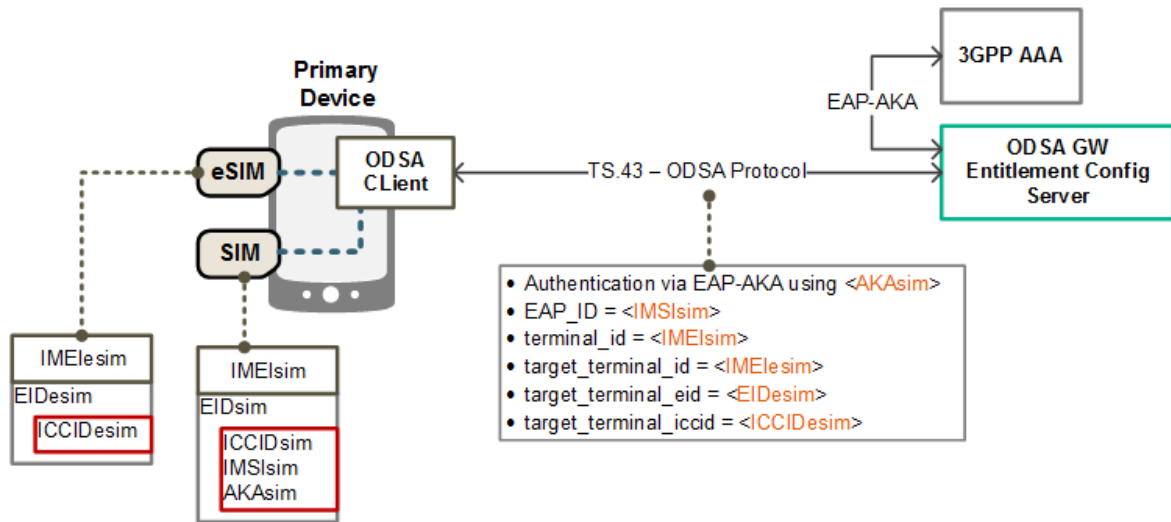 3GPP AAA
Primary
Device
EAP-AKA
eSIM
ODSA
CLient
TS.43 – ODSA Protocol
ODSA GW
Entitlement Config
Server
SIM
• Authentication via EAP-AKA using <AKAsim>
• EAP_ID = <IMSIsim>
• terminal_id = <IMEIsim>
• target_terminal_id = <IMEIesim>
• target_terminal_eid = <EIDesim>
• target_terminal_iccid = <ICCIDesim>
IMEIesim
EIDesim
ICCIDesim
IMEIsim
EIDsim
ICCIDsim
IMSIsim
AKAsim